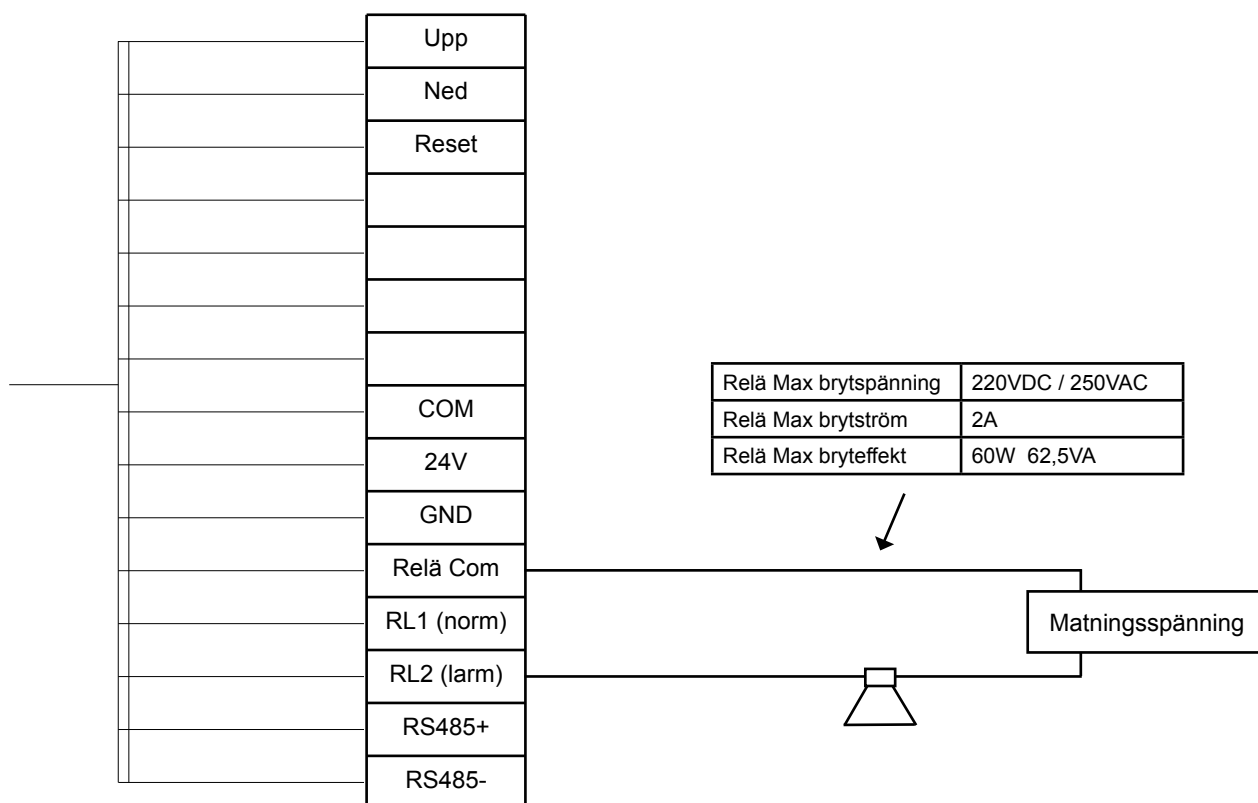 Upp
Ned
Reset
COM
24V
GND
Relä Com
RL1 (norm)
RL2 (larm)
RS485+
RS485-
Relä Max brytspänning 220VDC / 250VAC
Relä Max brytström 2A
Relä Max bryteffekt 60W 62,5VA
Matningsspänning